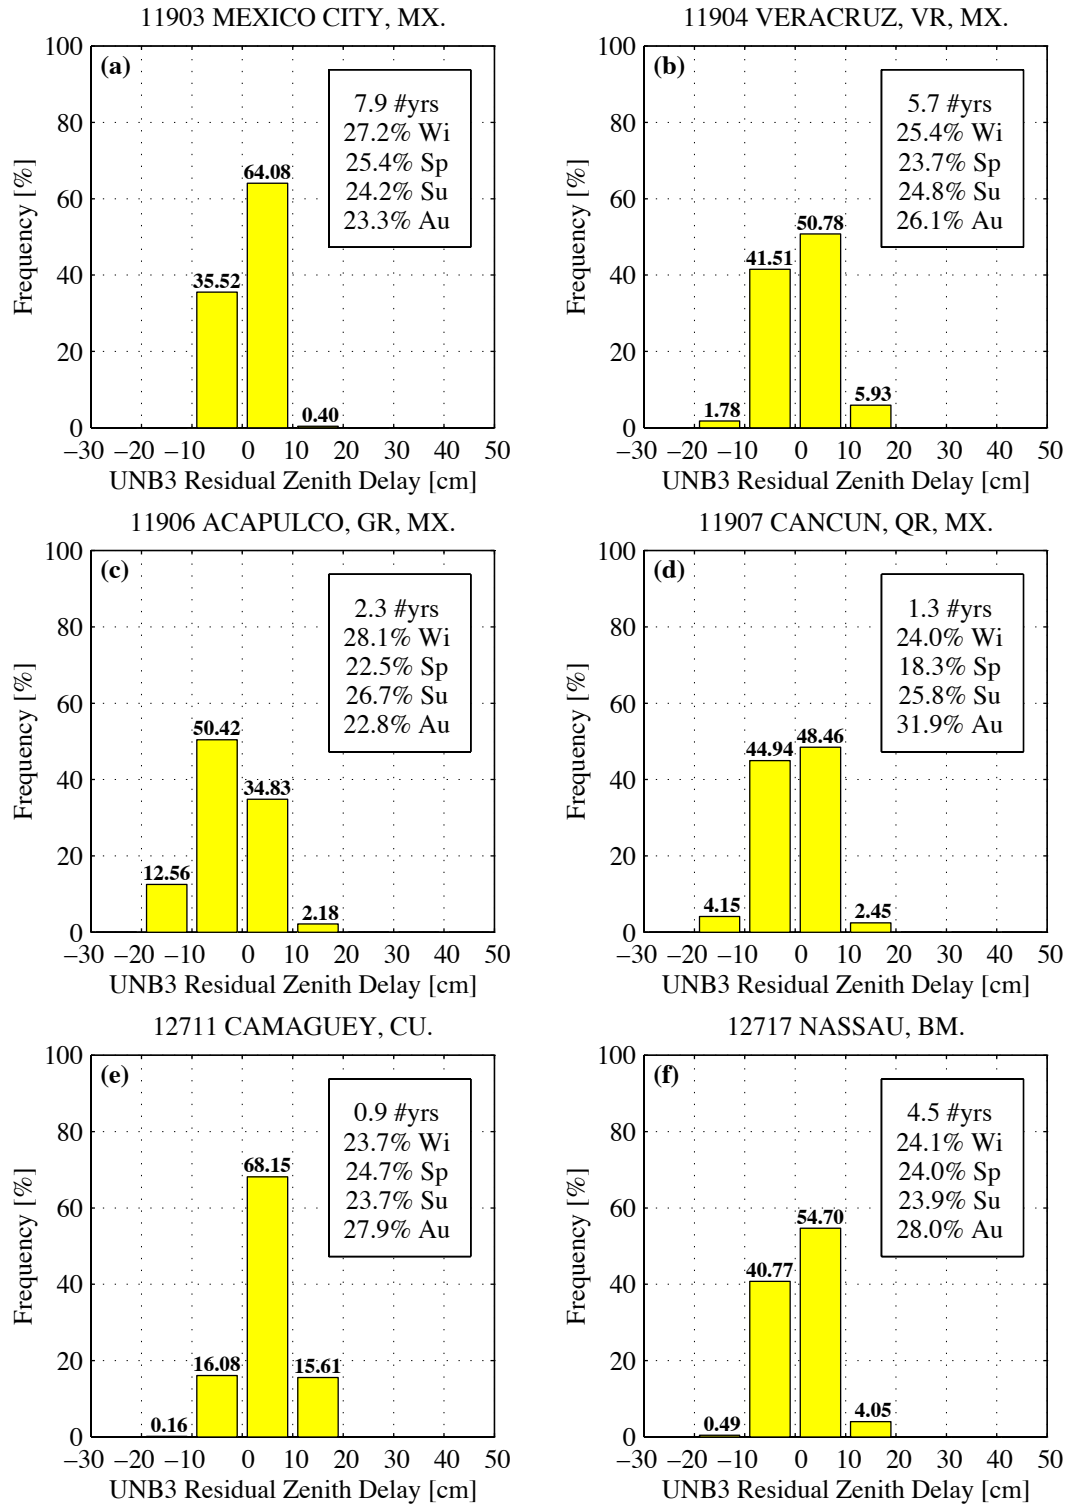 11903 MEXICO CITY, MX.
(a)
7.9 #yrs
27.2% Wi
25.4% Sp
24.2% Su
23.3% Au
100
80
60
40
20
0
Frequency [%]
35.52
64.08
0.40
−30 −20 −10 0 10 20 30 40 50
UNB3 Residual Zenith Delay [cm]
11904 VERACRUZ, VR, MX.
(b)
5.7 #yrs
25.4% Wi
23.7% Sp
24.8% Su
26.1% Au
100
80
60
40
20
0
Frequency [%]
1.78
41.51
50.78
5.93
−30 −20 −10 0 10 20 30 40 50
UNB3 Residual Zenith Delay [cm]
11906 ACAPULCO, GR, MX.
(c)
2.3 #yrs
28.1% Wi
22.5% Sp
26.7% Su
22.8% Au
100
80
60
40
20
0
Frequency [%]
12.56
50.42
34.83
2.18
−30 −20 −10 0 10 20 30 40 50
UNB3 Residual Zenith Delay [cm]
11907 CANCUN, QR, MX.
(d)
1.3 #yrs
24.0% Wi
18.3% Sp
25.8% Su
31.9% Au
100
80
60
40
20
0
Frequency [%]
4.15
44.94
48.46
2.45
−30 −20 −10 0 10 20 30 40 50
UNB3 Residual Zenith Delay [cm]
12711 CAMAGUEY, CU.
(e)
0.9 #yrs
23.7% Wi
24.7% Sp
23.7% Su
27.9% Au
100
80
60
40
20
0
Frequency [%]
0.16
16.08
68.15
15.61
−30 −20 −10 0 10 20 30 40 50
UNB3 Residual Zenith Delay [cm]
12717 NASSAU, BM.
(f)
4.5 #yrs
24.1% Wi
24.0% Sp
23.9% Su
28.0% Au
100
80
60
40
20
0
Frequency [%]
0.49
40.77
54.70
4.05
−30 −20 −10 0 10 20 30 40 50
UNB3 Residual Zenith Delay [cm]